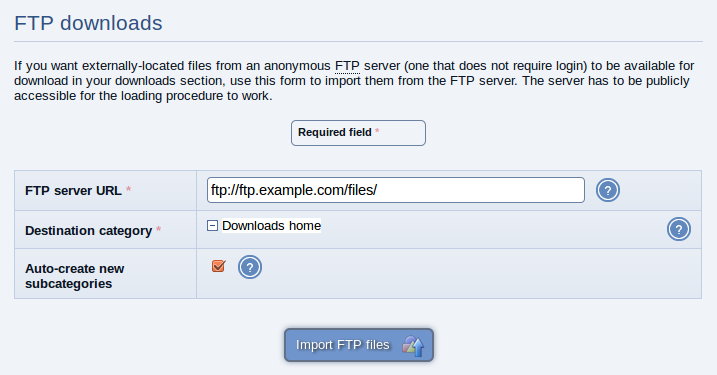 FTP downloads
If you want externally-located files from an anonymous FTP server (one that does not require login) to be available for
download in your downloads section, use this form to import them from the FTP server. The server has to be publicly
accessible for the loading procedure to work.
Required field *
FTP server URL * ftp://ftp.example.com/files/ ?
Destination category * Downloads home ?
Auto-create new
subcategories ?
Import FTP files